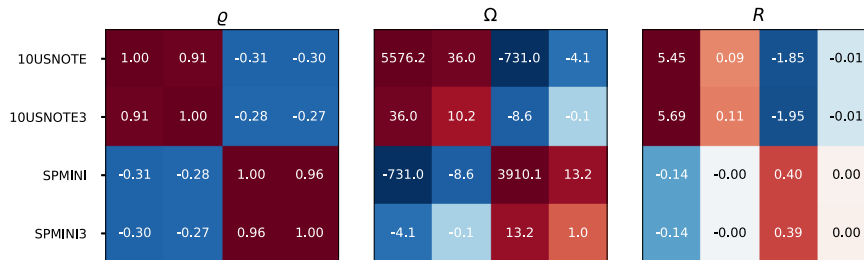 ϱ Ω R
10USNOTE 1.00 0.91 -0.31 -0.30 5576.2 36.0 -731.0 -4.1 5.45 0.09 -1.85 -0.01
10USNOTE3 0.91 1.00 -0.28 -0.27 36.0 10.2 -8.6 -0.1 5.69 0.11 -1.95 -0.01
SPMINI -0.31 -0.28 1.00 0.96 -731.0 -8.6 3910.1 13.2 -0.14 -0.00 0.40 0.00
SPMINI3 -0.30 -0.27 0.96 1.00 -4.1 -0.1 13.2 1.0 -0.14 -0.00 0.39 0.00